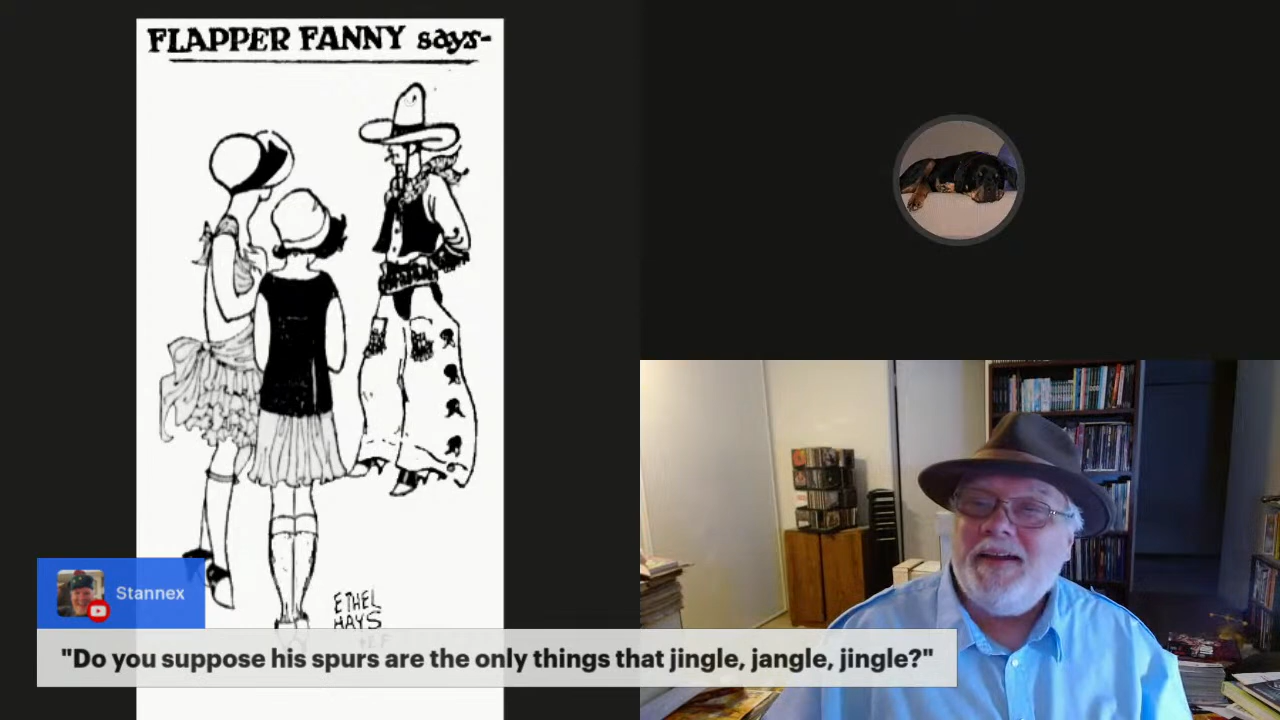 FLAPPER FANNY says-
ETHEL
HAYS
Stannex
"Do you suppose his spurs are the only things that jingle, jangle, jingle?"